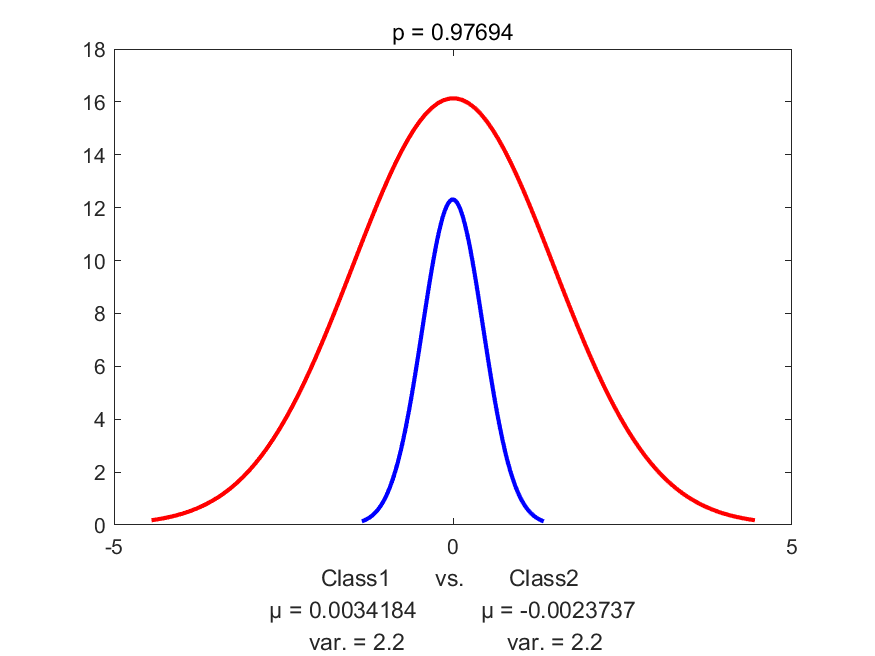 p = 0.97694
18
16
14
12
10
8
6
4
2
0
-5 0 5
Class1 vs. Class2
μ = 0.0034184 μ = -0.0023737
var. = 2.2 var. = 2.2